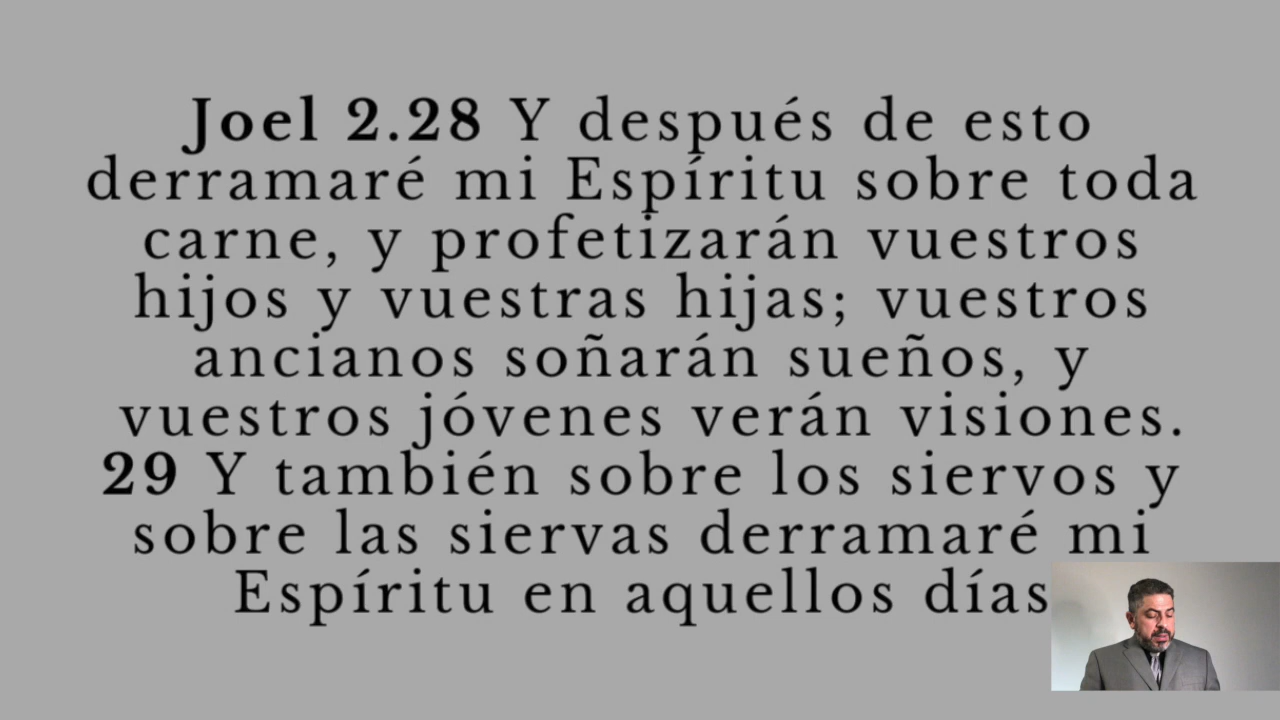 Joel 2.28 Y después de esto
derramaré mi Espíritu sobre toda
carne, y profetizarán vuestros
hijos y vuestras hijas; vuestros
ancianos soñarán sueños, y
vuestros jóvenes verán visiones.
29 Y también sobre los siervos y
sobre las siervas derramaré mi
Espíritu en aquellos días